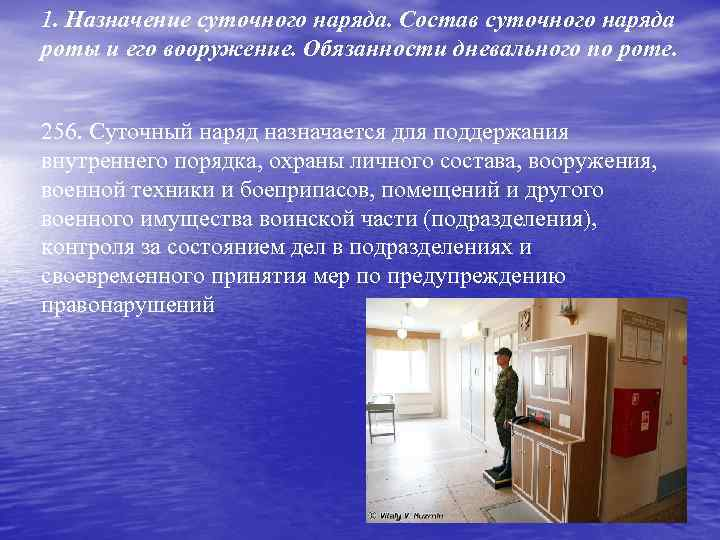 1. Назначение суточного наряда. Состав суточного наряда
роты и его вооружение. Обязанности дневального по роте.
256. Суточный наряд назначается для поддержания
внутреннего порядка, охраны личного состава, вооружения,
военной техники и боеприпасов, помещений и другого
военного имущества воинской части (подразделения),
контроля за состоянием дел в подразделениях и
своевременного принятия мер по предупреждению
правонарушений
© Vitaly V. Kuzmin